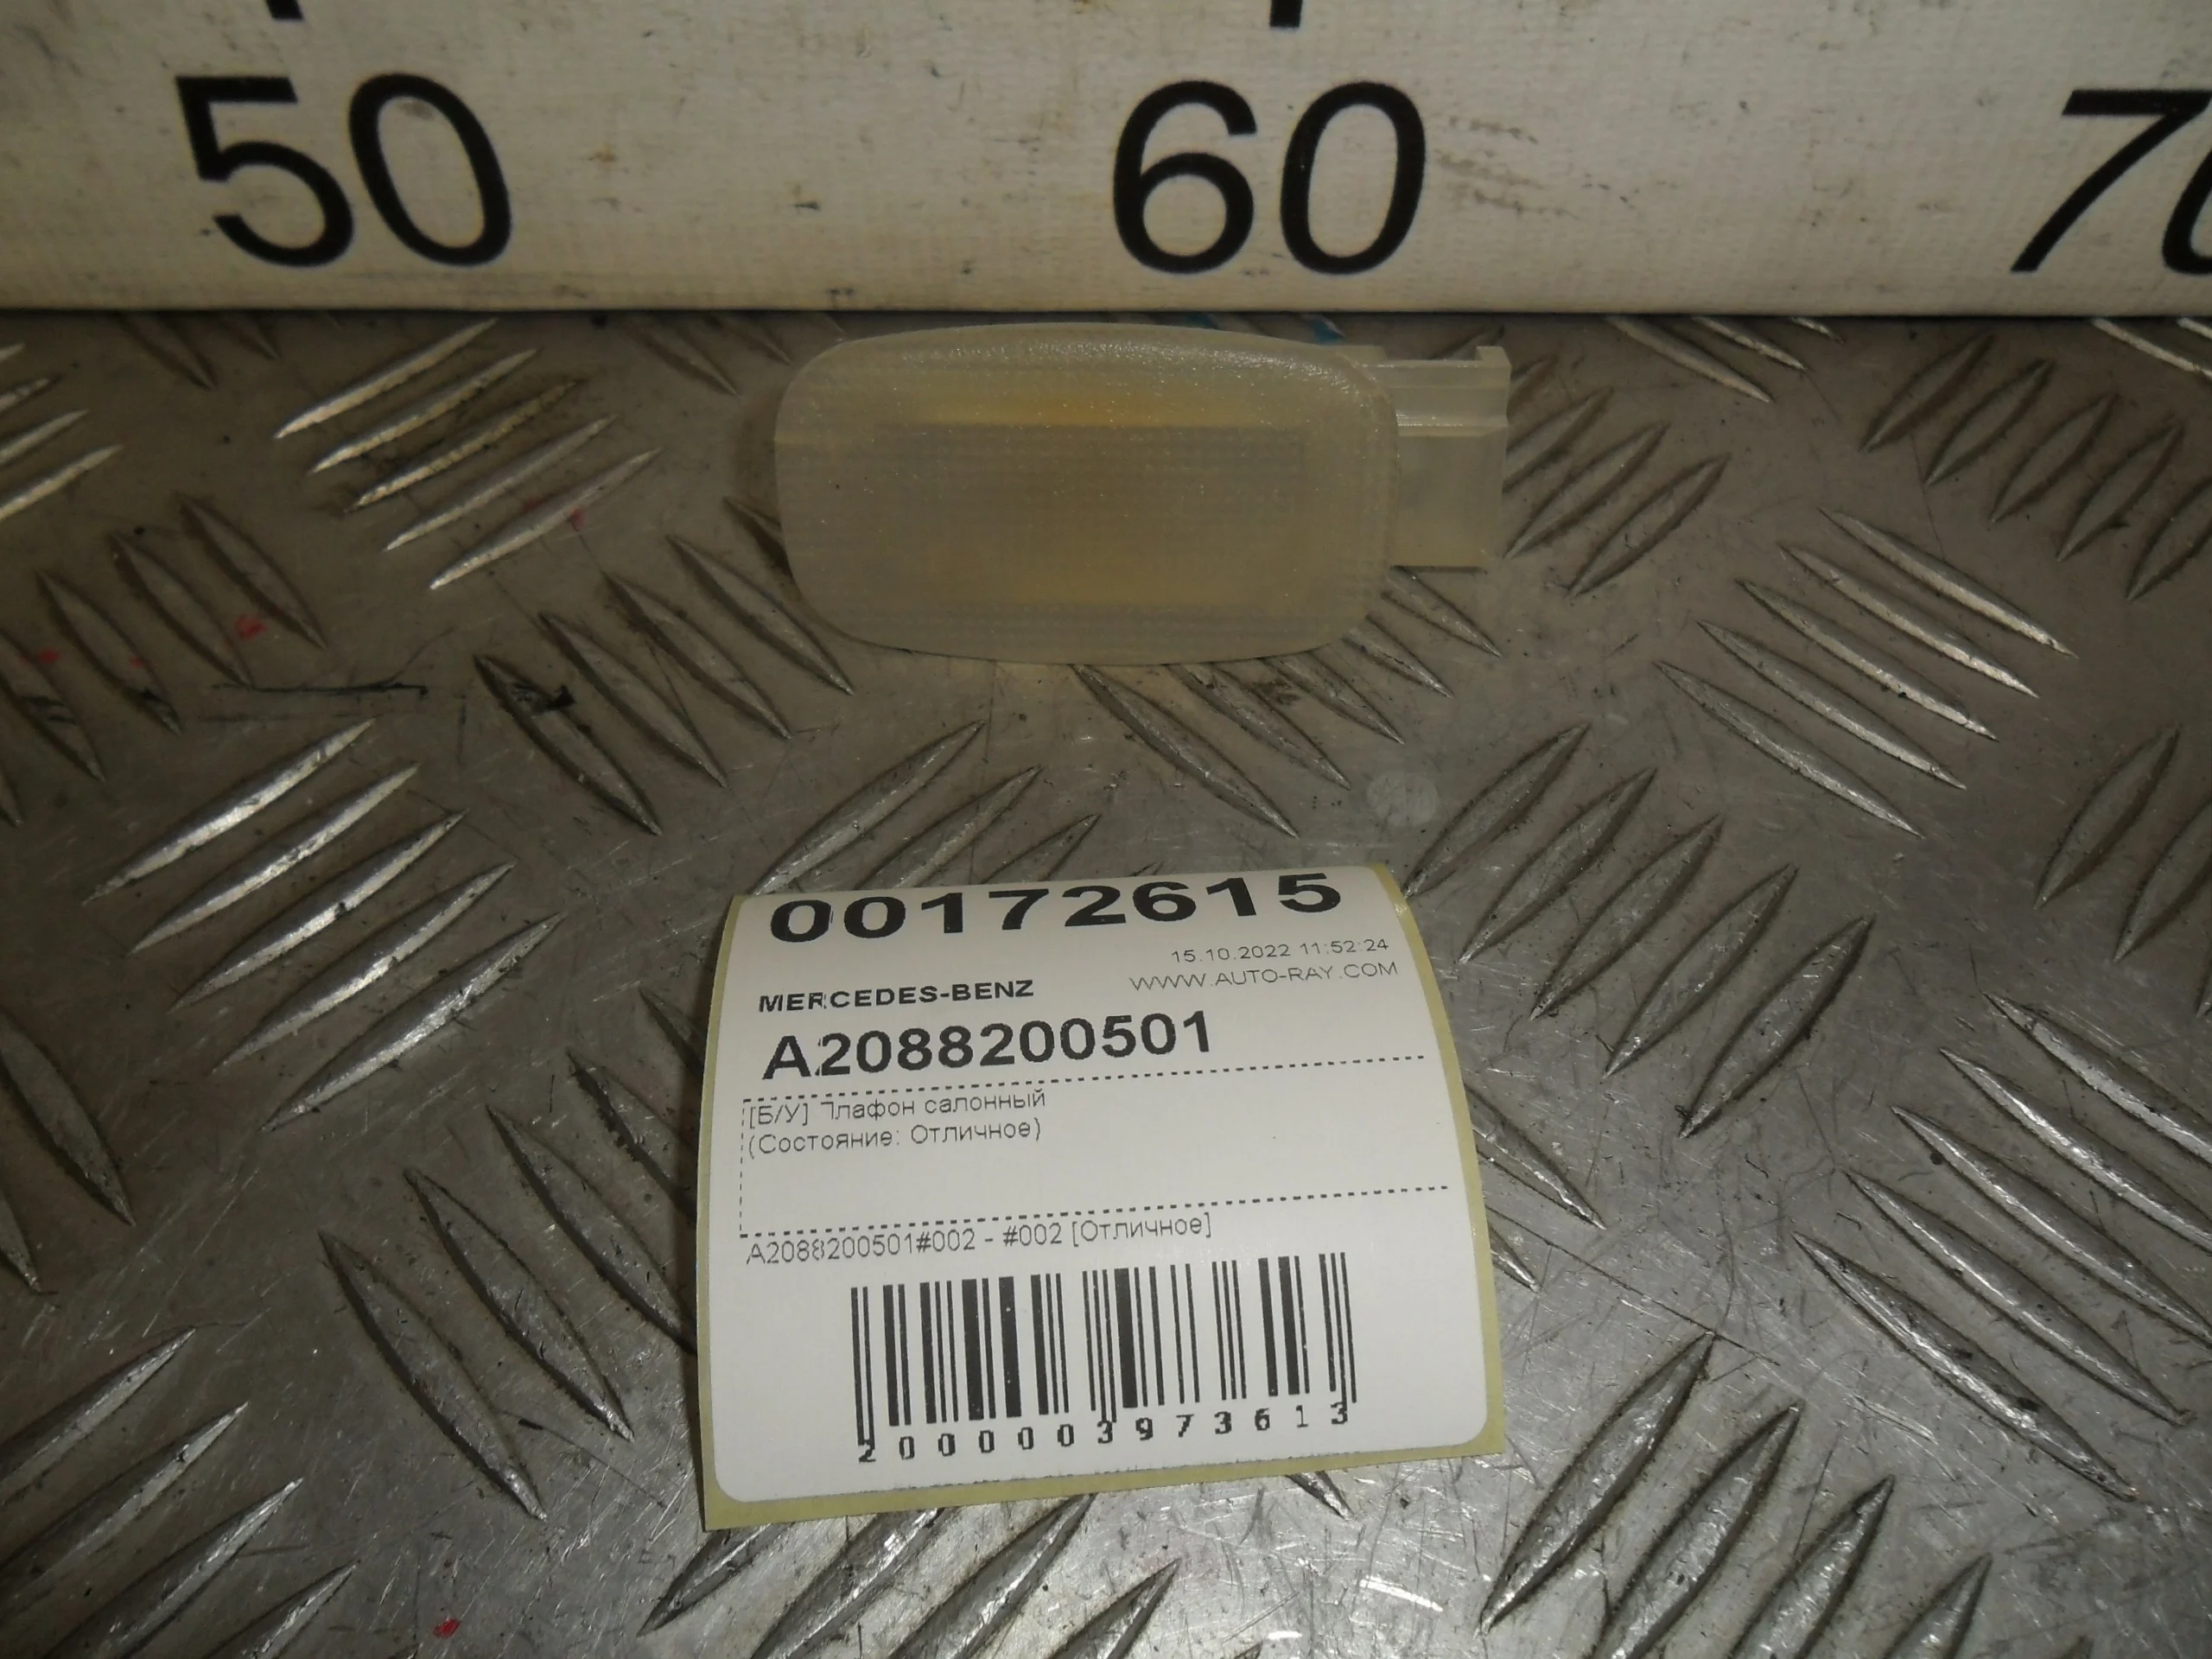 50 60 70
00172615
15.10.2022 11:52:24
WWW.AUTO-RAY.COM
MERCEDES-BENZ
A2088200501
[Б/У] Плафон салонный
(Состояние: Отличное)
A2088200501#002 - #002 [Отличное]
2000003973613